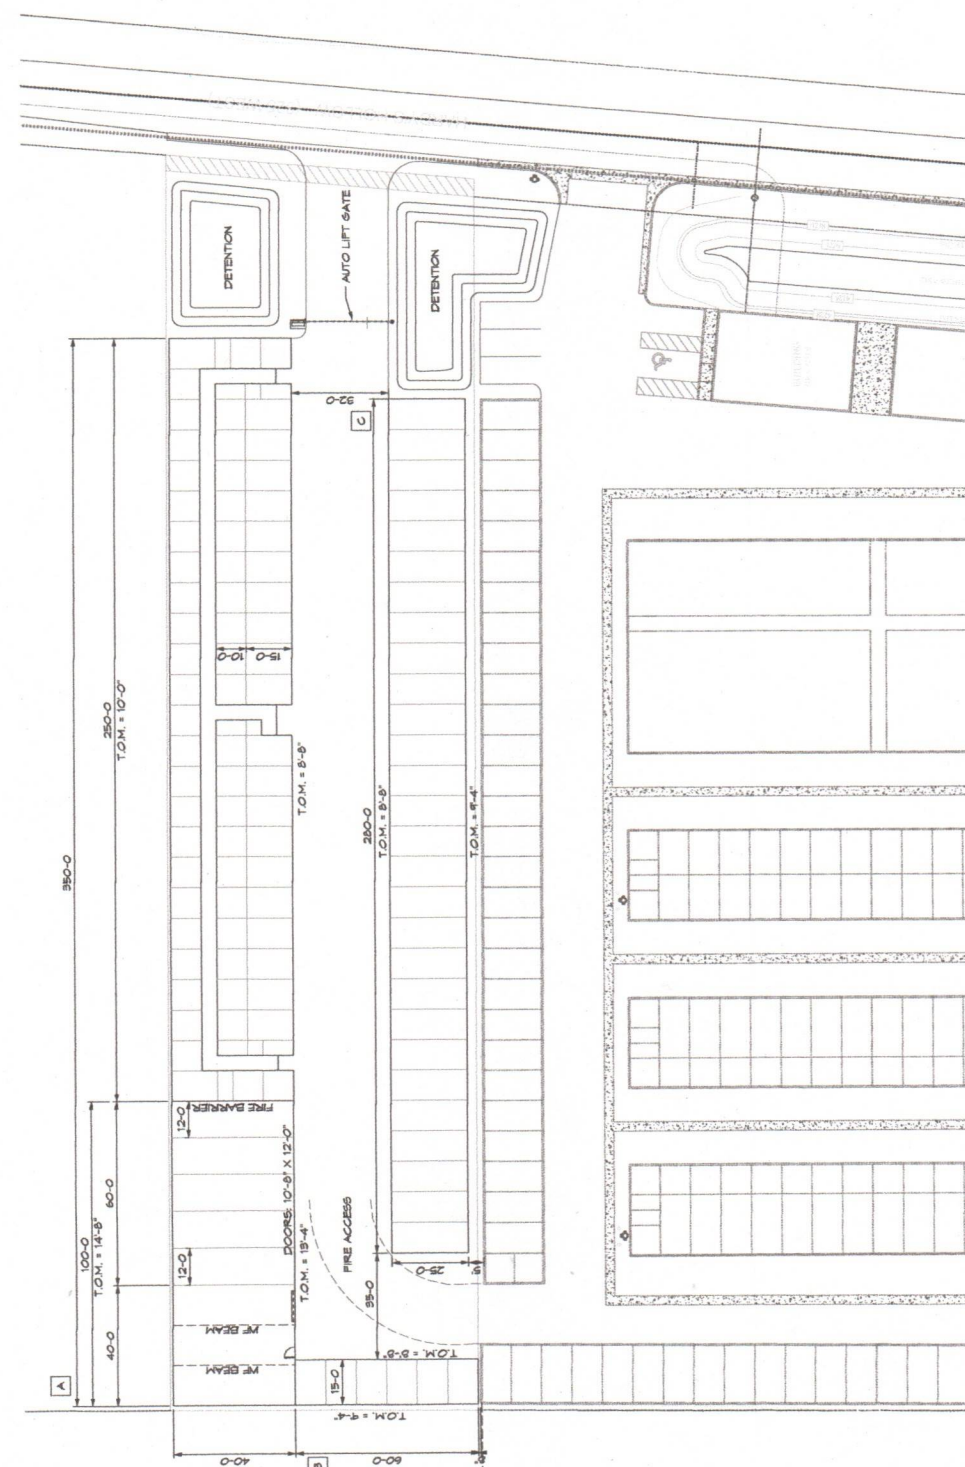 DETENTION
AUTO LIFT GATE
DETENTION
32-0
C
10-0
15-0
250-0
T.O.M. = 10'-0"
T.O.M. = 8'-8"
350-0
280-0
T.O.M. = 8'-8"
T.O.M. = 9'-4"
FIRE BARRIER
12-0
100-0
T.O.M. = 14'-8"
60-0
12-0
DOORS: 10'-8" X 12'-0"
T.O.M. = 13'-4"
FIRE ACCESS
25-0
5'
35-0
40-0
WF BEAM
WF BEAM
T.O.M. = 8'-8"
15-0
A
T.O.M. = 9-4"
40-0
60-0